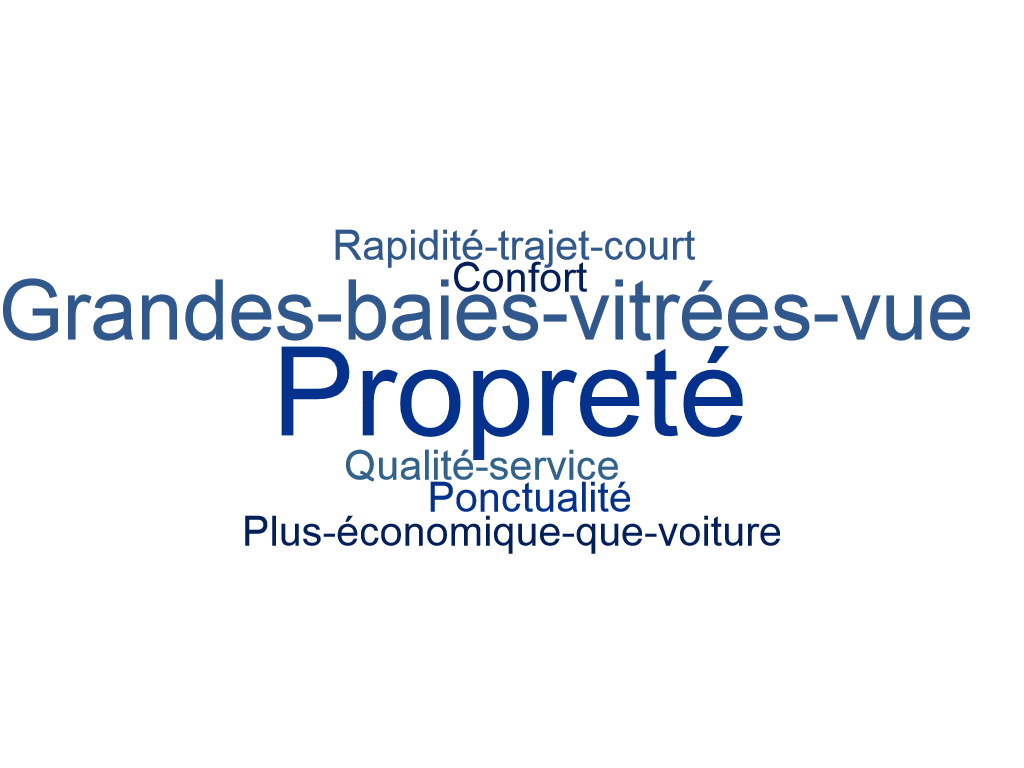 Rapidité-trajet-court
Confort
Grandes-baies-vitrées-vue
Propreté
Qualité-service
Ponctualité
Plus-économique-que-voiture